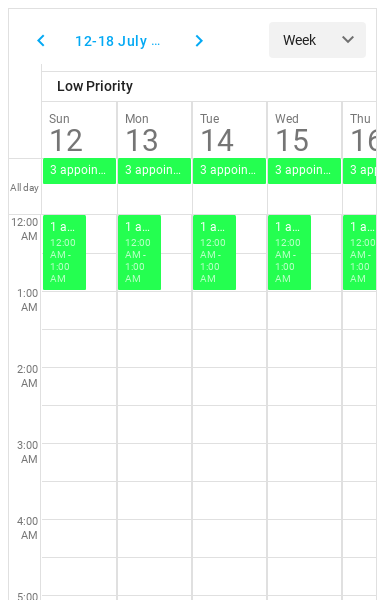 12-18 July ...
Week
Low Priority
Sun Mon Tue Wed Thu
12 13 14 15 16
All day
3 appoin... 3 appoin... 3 appoin... 3 appoin... 3 app
12:00 AM
1 a... 1 a... 1 a... 1 a... 1 a...
12:00 12:00 12:00 12:00 12:00
AM - AM - AM - AM - AM -
1:00 1:00 1:00 1:00 1:00
AM AM AM AM AM
1:00 AM
2:00 AM
3:00 AM
4:00 AM
5:00